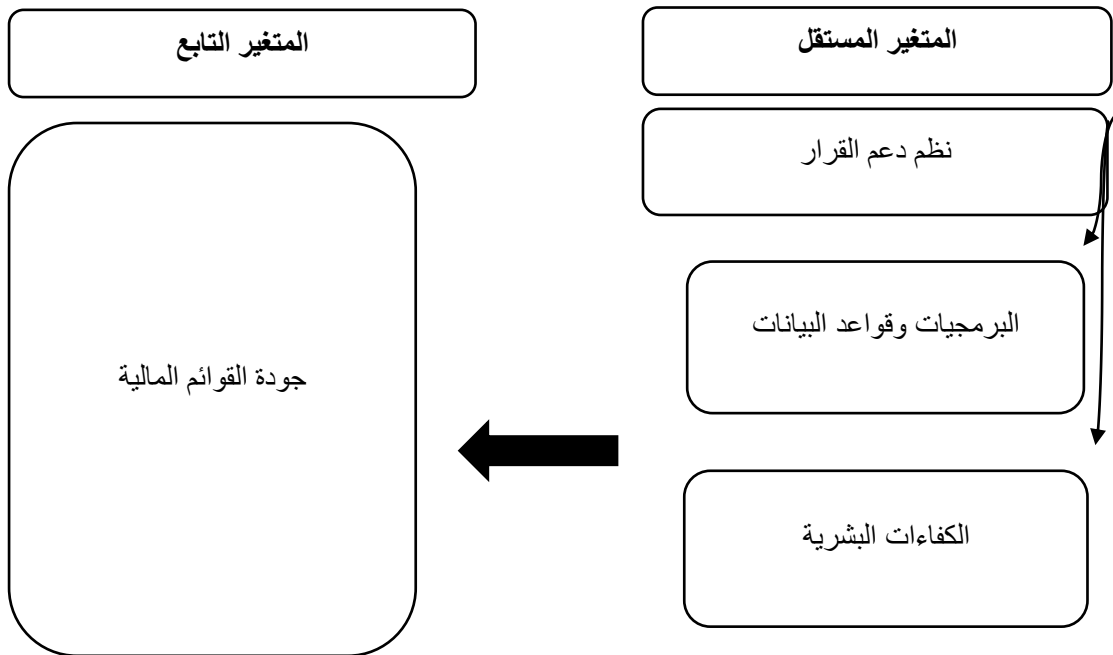 المتغير المستقل
المتغير التابع
نظم دعم القرار
البرمجيات وقواعد البيانات
جودة القوائم المالية
الكفاءات البشرية